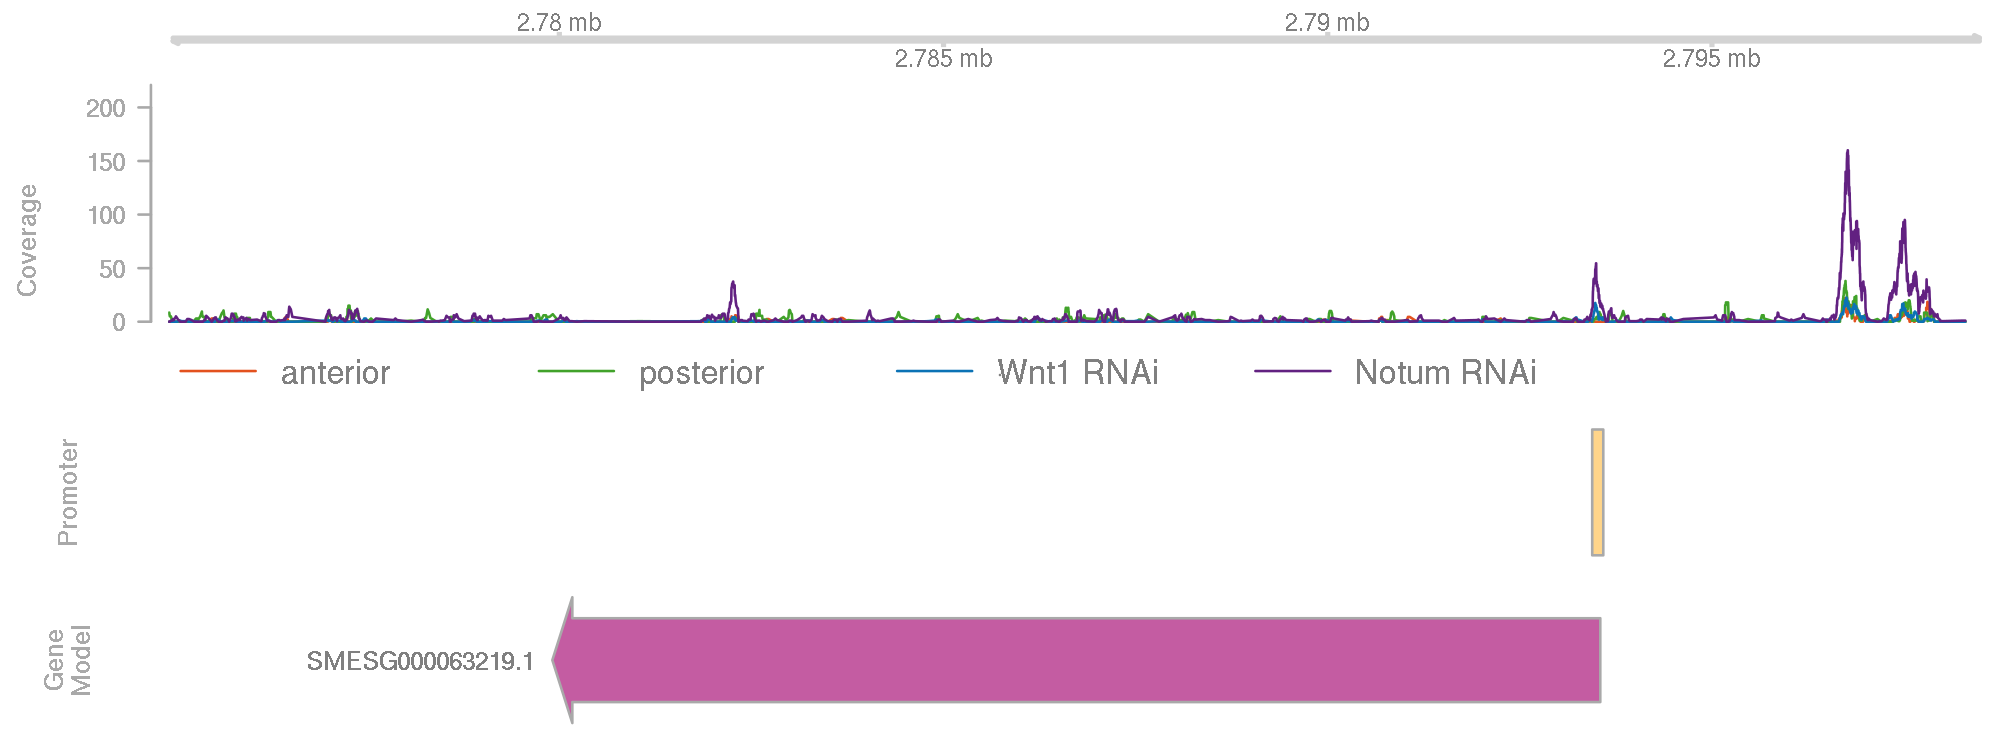 2.78 mb
2.79 mb
2.785 mb
2.795 mb
Coverage
200
150
100
50
0
anterior
posterior
Wnt1 RNAi
Notum RNAi
Promoter
Gene
Model
SMESG000063219.1